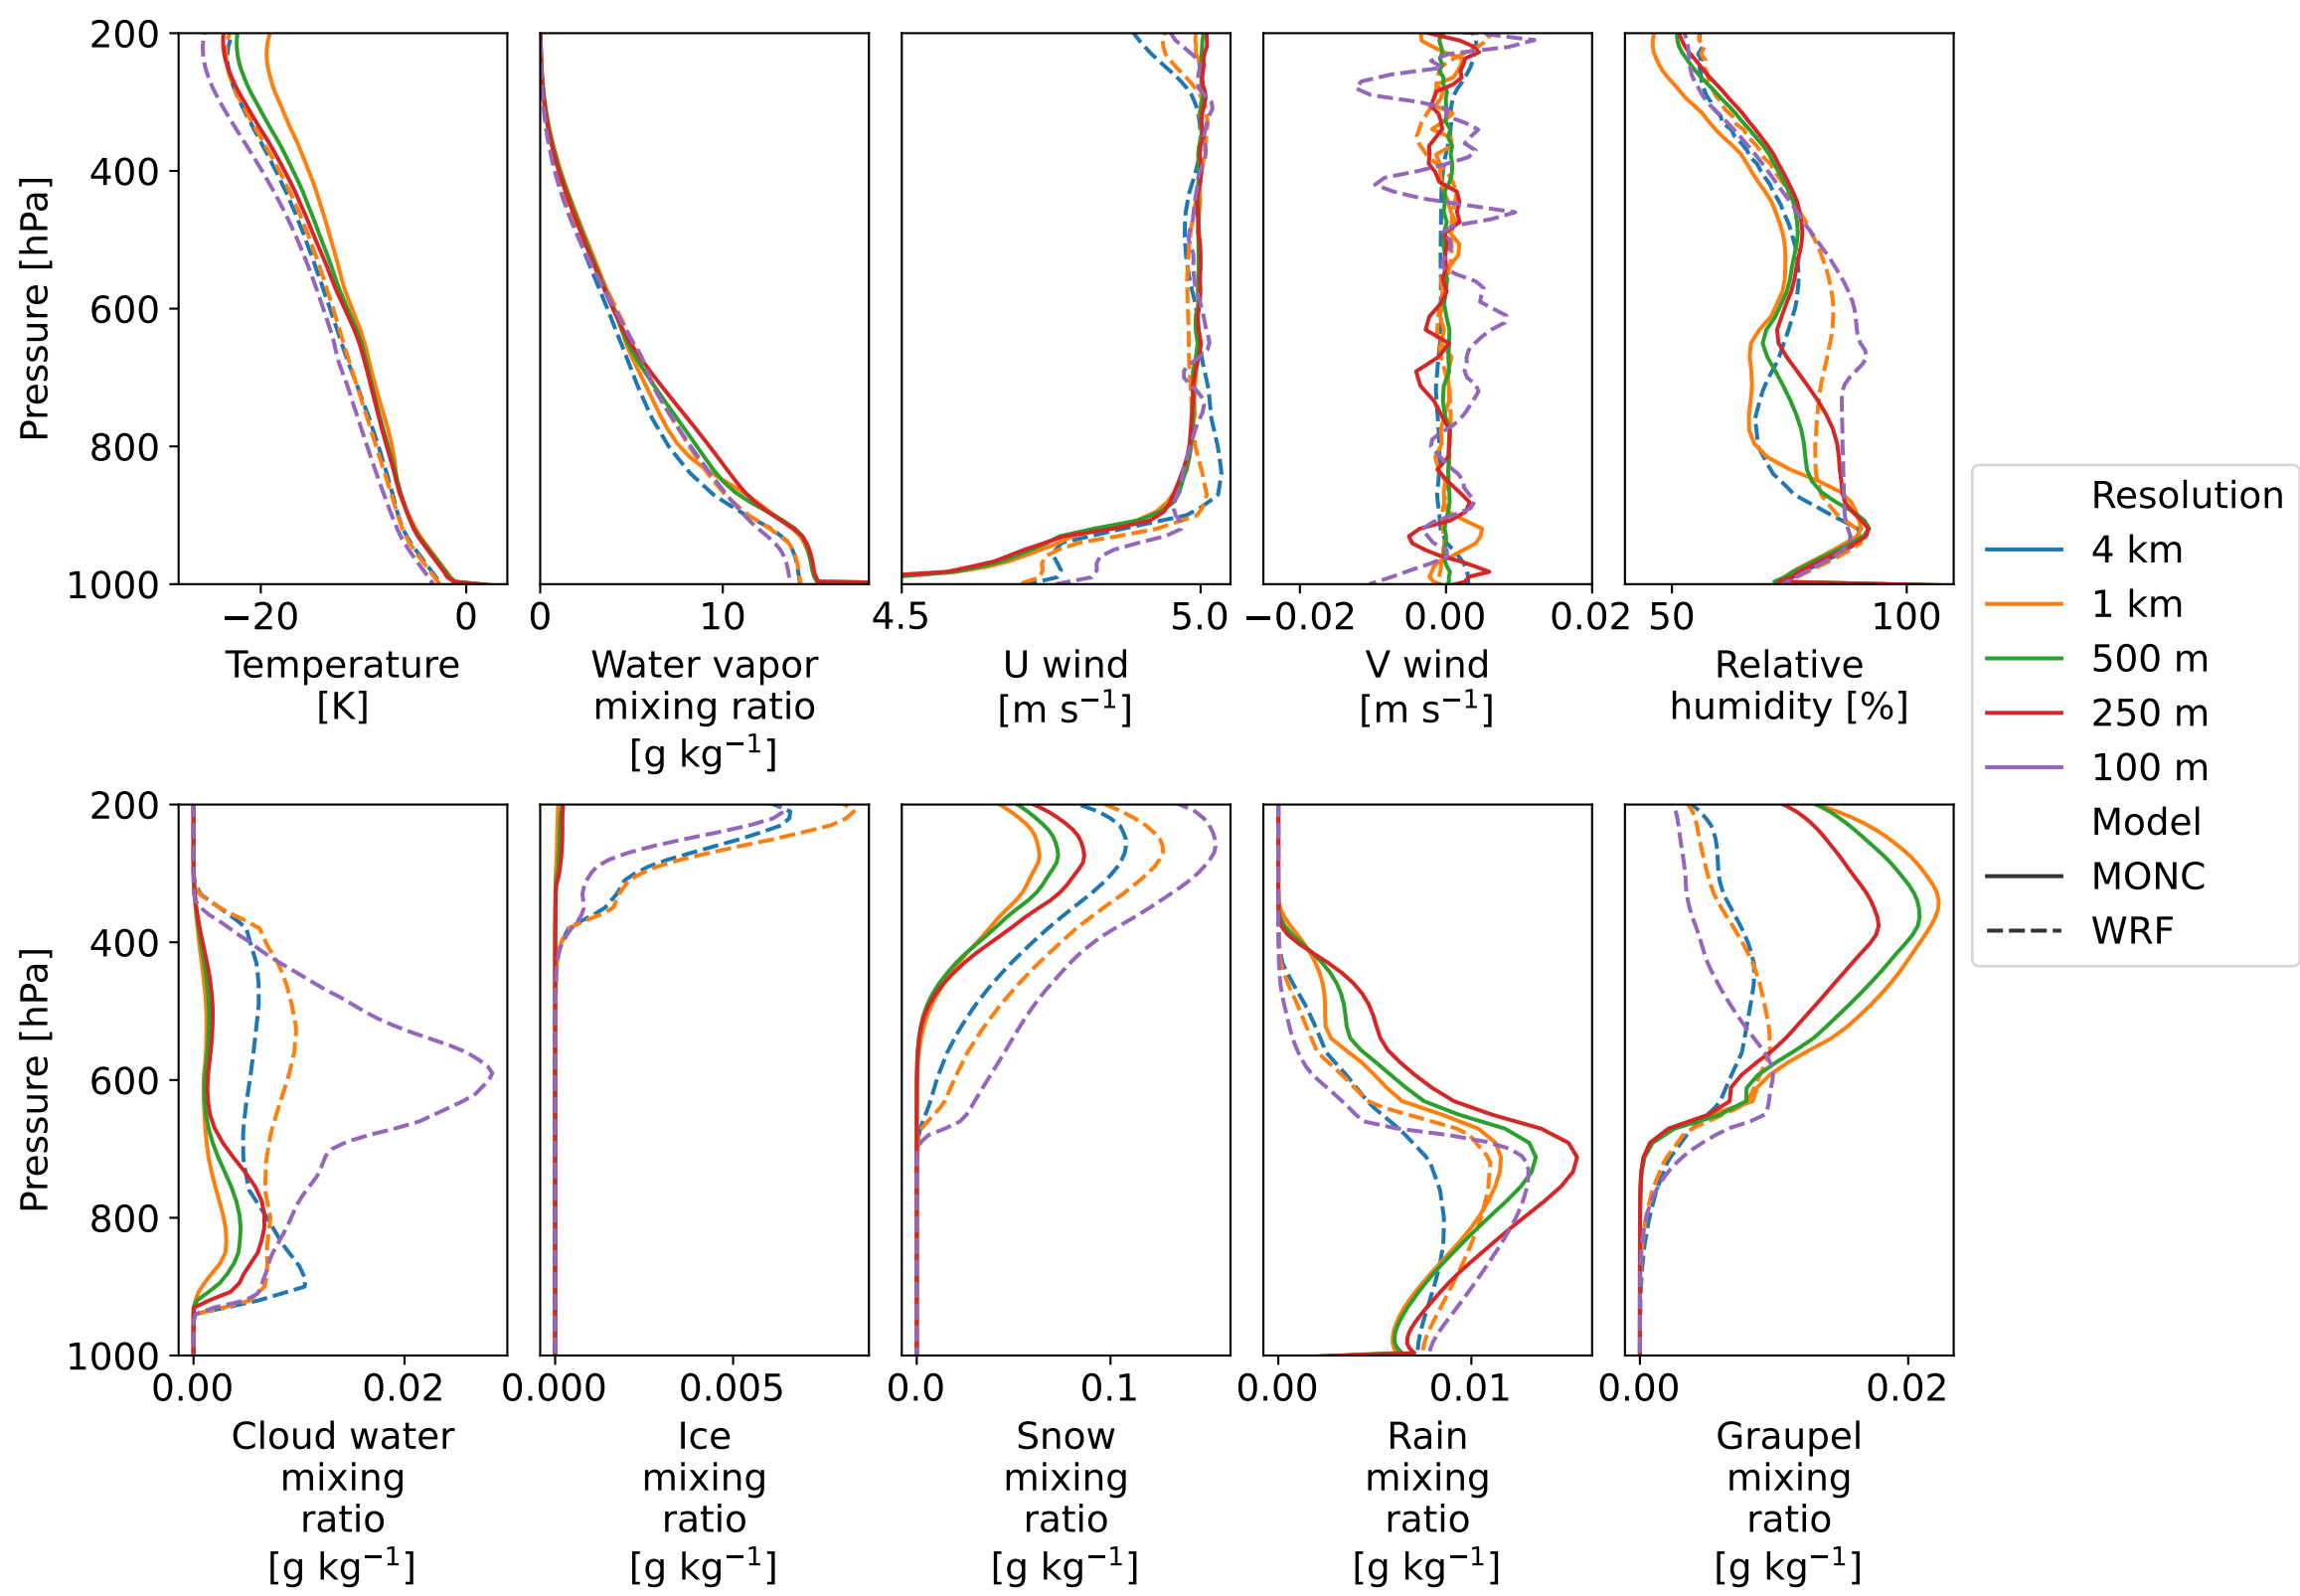 200
400
600
800
1000
Pressure [hPa]
−20 0
Temperature
[K]
0 10
Water vapor
mixing ratio
[g kg−1]
4.5 5.0
U wind
[m s−1]
−0.02 0.00 0.02
V wind
[m s−1]
50 100
Relative
humidity [%]
Resolution
4 km
1 km
500 m
250 m
100 m
Model
MONC
WRF
200
400
600
800
1000
Pressure [hPa]
0.00 0.02
Cloud water
mixing
ratio
[g kg−1]
0.000 0.005
Ice
mixing
ratio
[g kg−1]
0.0 0.1
Snow
mixing
ratio
[g kg−1]
0.00 0.01
Rain
mixing
ratio
[g kg−1]
0.00 0.02
Graupel
mixing
ratio
[g kg−1]